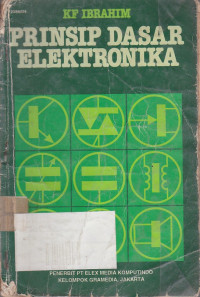 KF IBRAHIM
PRINSIP DASAR
ELEKTRONIKA
PENERBIT PT ELEX MEDIA KOMPUTINDO
KELOMPOK GRAMEDIA, JAKARTA